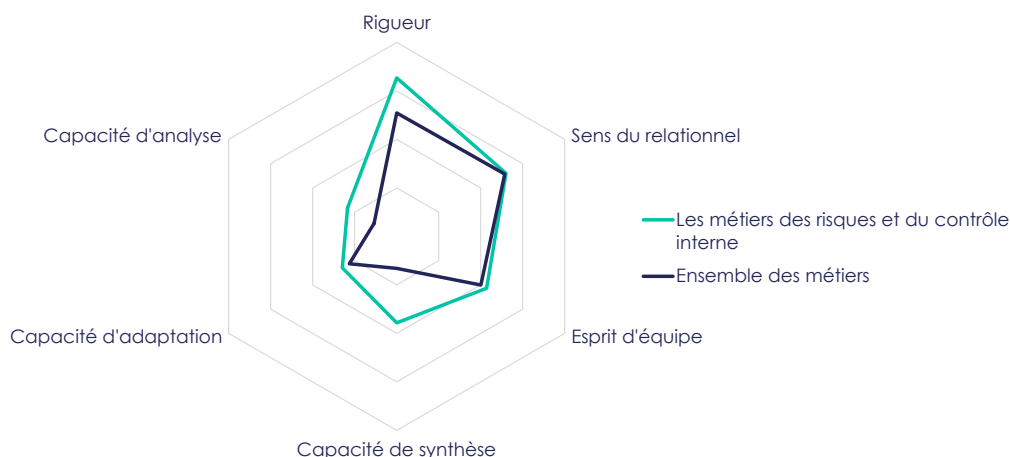 Rigueur
Capacité d'analyse
Sens du relationnel
Les métiers des risques et du contrôle
interne
Ensemble des métiers
Capacité d'adaptation
Esprit d'équipe
Capacité de synthèse